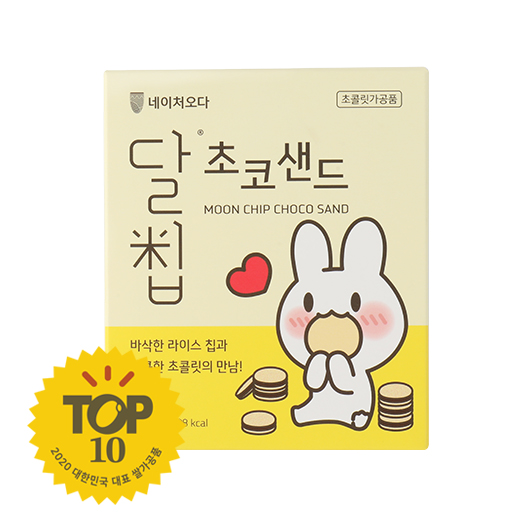 네이처오다
초콜릿가공품
달칩®
초코샌드
MOON CHIP CHOCO SAND
바삭한 라이스 칩과
한 초콜릿의 만남!
kcal
TOP
10
2020 대한민국 대표 쌀가공품